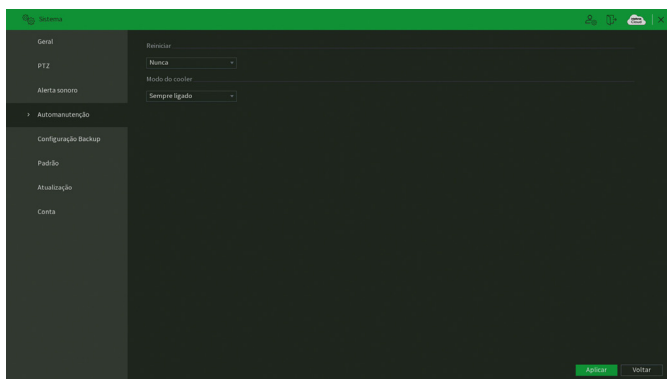 Sistema
Cloud
Geral
PTZ
Alerta sonoro
Automanutenção
Configuração Backup
Padrão
Atualização
Conta
Reiniciar
Nunca
Modo do cooler
Sempre ligado
Aplicar
Voltar